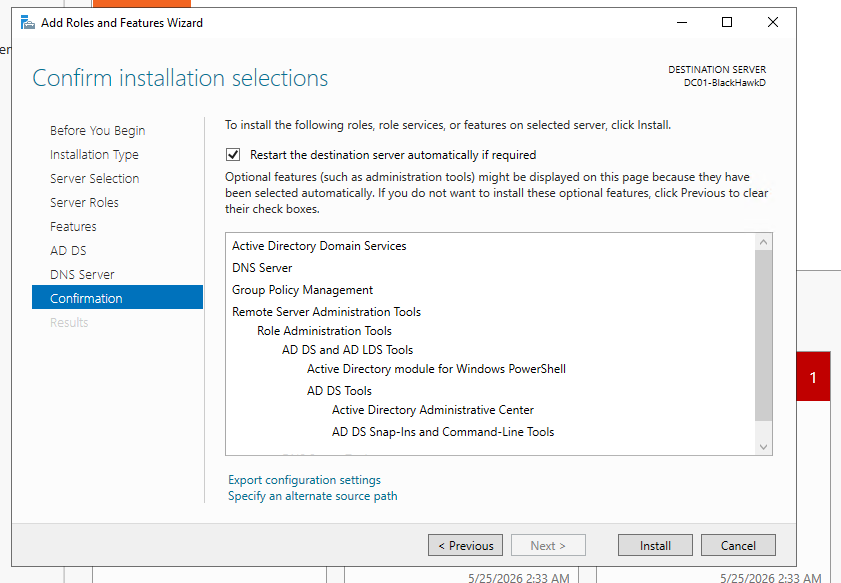 er
Add Roles and Features Wizard
Confirm installation selections
DESTINATION SERVER
DC01-BlackHawkD
Before You Begin
Installation Type
Server Selection
Server Roles
Features
AD DS
DNS Server
Confirmation
Results
To install the following roles, role services, or features on selected server, click Install.
Restart the destination server automatically if required
Optional features (such as administration tools) might be displayed on this page because they have
been selected automatically. If you do not want to install these optional features, click Previous to clear
their check boxes.
Active Directory Domain Services
DNS Server
Group Policy Management
Remote Server Administration Tools
Role Administration Tools
AD DS and AD LDS Tools
Active Directory module for Windows PowerShell
AD DS Tools
Active Directory Administrative Center
AD DS Snap-Ins and Command-Line Tools
Export configuration settings
Specify an alternate source path
< Previous
Next >
Install
Cancel
1
5/25/2026 2:33 AM
5/25/2026 2:33 AM